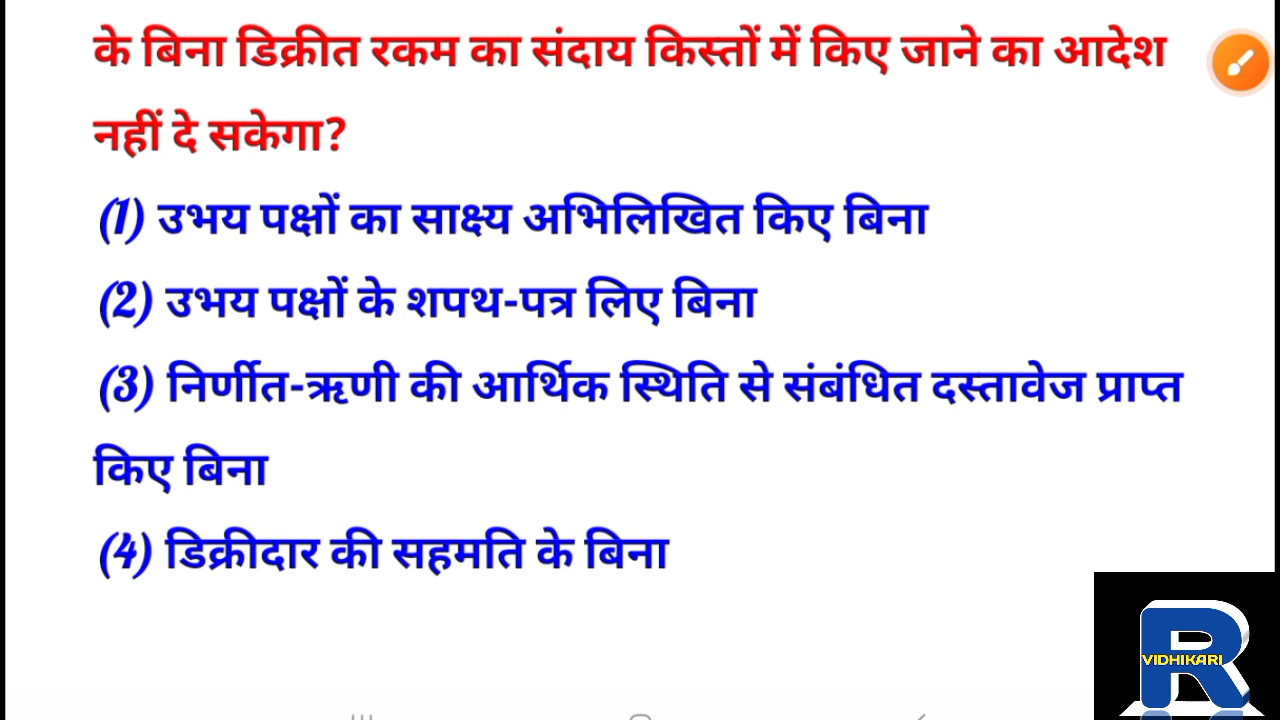 के बिना डिक्रीत रकम का संदाय किस्तों में किए जाने का आदेश
नहीं दे सकेगा?
(1) उभय पक्षों का साक्ष्य अभिलिखित किए बिना
(2) उभय पक्षों के शपथ-पत्र लिए बिना
(3) निर्णीत-ऋणी की आर्थिक स्थिति से संबंधित दस्तावेज प्राप्त
किए बिना
(4) डिक्रीदार की सहमति के बिना
R
VIDHIKARI